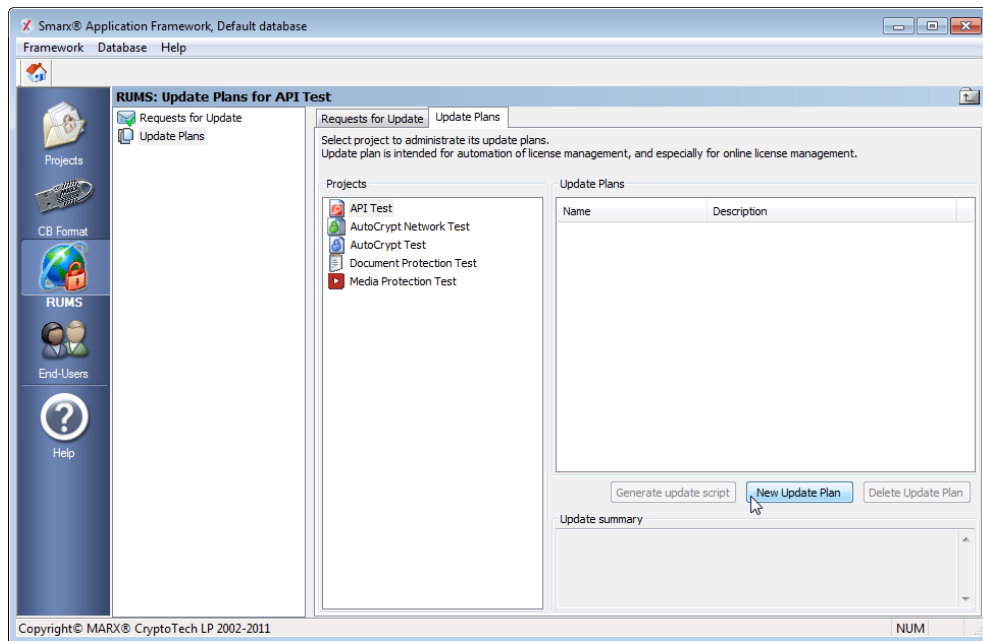 Smarx® Application Framework, Default database
Framework Database Help
RUMS: Update Plans for API Test
Projects
CB Format
RUMS
End-Users
Help
Requests for Update
Update Plans
Requests for Update Update Plans
Select project to administrate its update plans.
Update plan is intended for automation of license management, and especially for online license management.
Projects
API Test
AutoCrypt Network Test
AutoCrypt Test
Document Protection Test
Media Protection Test
Update Plans
Name Description
Generate update script New Update Plan Delete Update Plan
Update summary
Copyright© MARX® CryptoTech LP 2002-2011 NUM